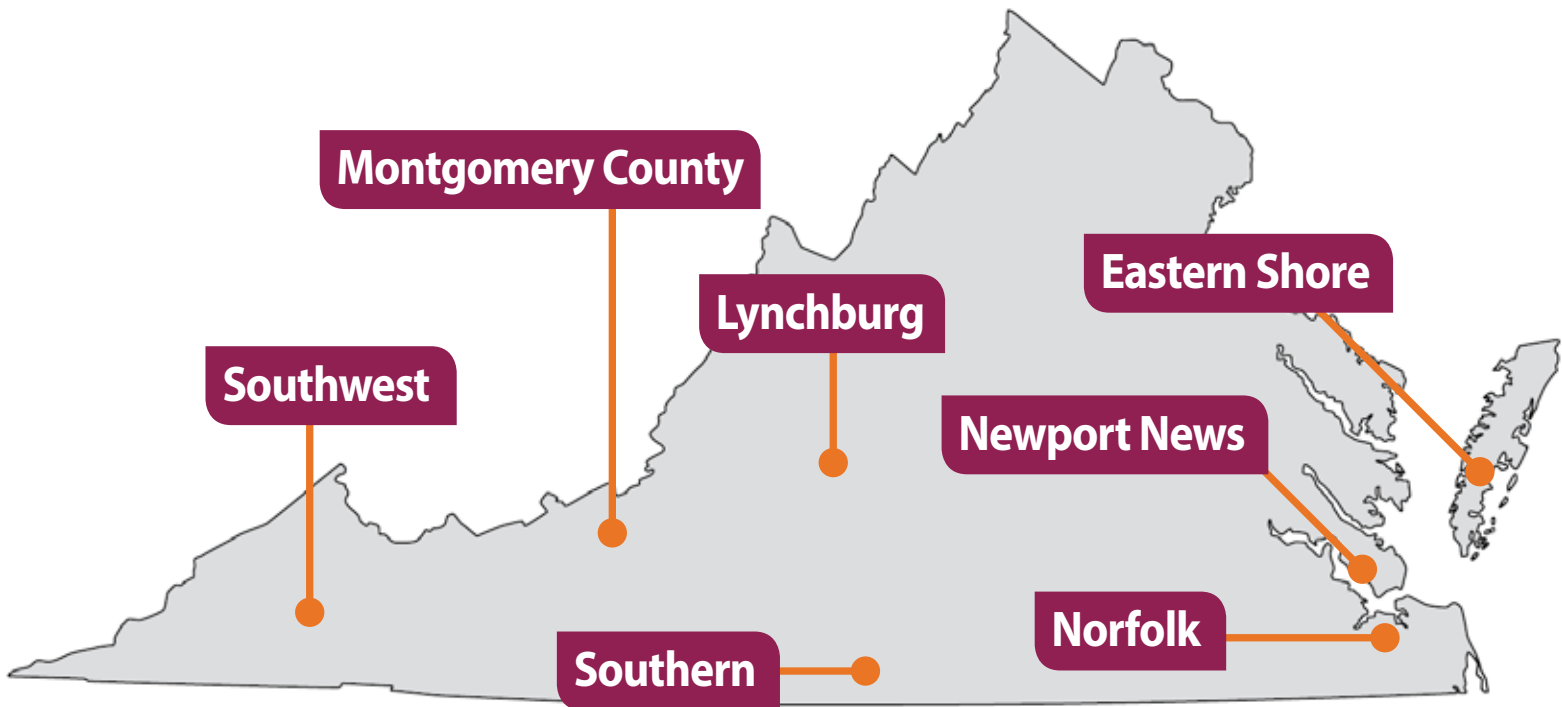 Montgomery County
Eastern Shore
Lynchburg
Southwest
Newport News
Norfolk
Southern